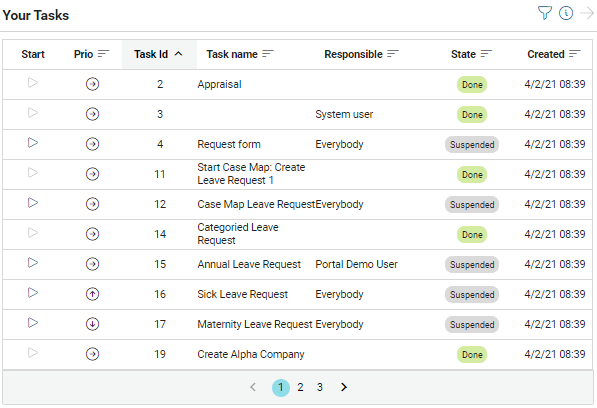 Your Tasks
Start Prio Task Id Task name Responsible State Created
2 Appraisal Done 4/2/21 08:39
3 System user Done 4/2/21 08:39
4 Request form Everybody Suspended 4/2/21 08:39
11 Start Case Map: Create Done 4/2/21 08:39
Leave Request 1
12 Case Map Leave Request Everybody Suspended 4/2/21 08:39
14 Categoried Leave Done 4/2/21 08:39
Request
15 Annual Leave Request Portal Demo User Suspended 4/2/21 08:39
16 Sick Leave Request Everybody Suspended 4/2/21 08:39
17 Maternity Leave Request Everybody Suspended 4/2/21 08:39
19 Create Alpha Company Done 4/2/21 08:39
1 2 3